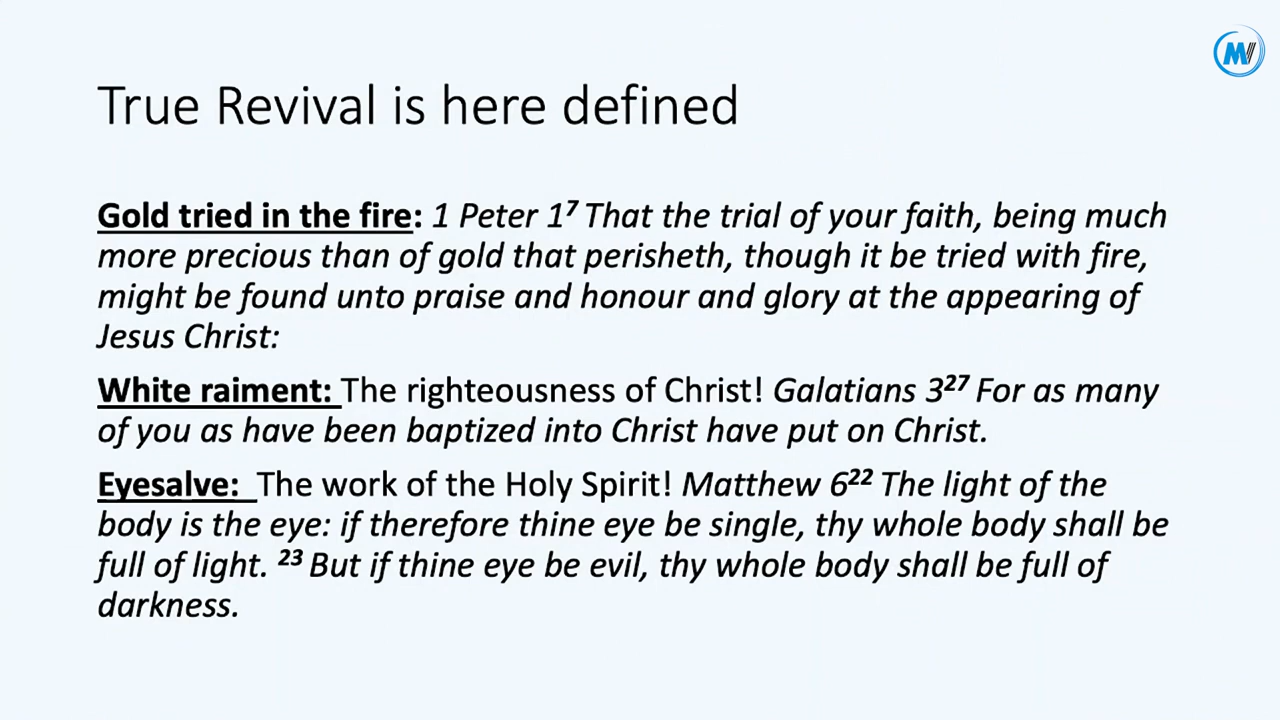 MV
True Revival is here defined
Gold tried in the fire: 1 Peter 1⁷ That the trial of your faith, being much
more precious than of gold that perisheth, though it be tried with fire,
might be found unto praise and honour and glory at the appearing of
Jesus Christ:
White raiment: The righteousness of Christ! Galatians 3²⁷ For as many
of you as have been baptized into Christ have put on Christ.
Eyesalve: The work of the Holy Spirit! Matthew 6²² The light of the
body is the eye: if therefore thine eye be single, thy whole body shall be
full of light. ²³ But if thine eye be evil, thy whole body shall be full of
darkness.